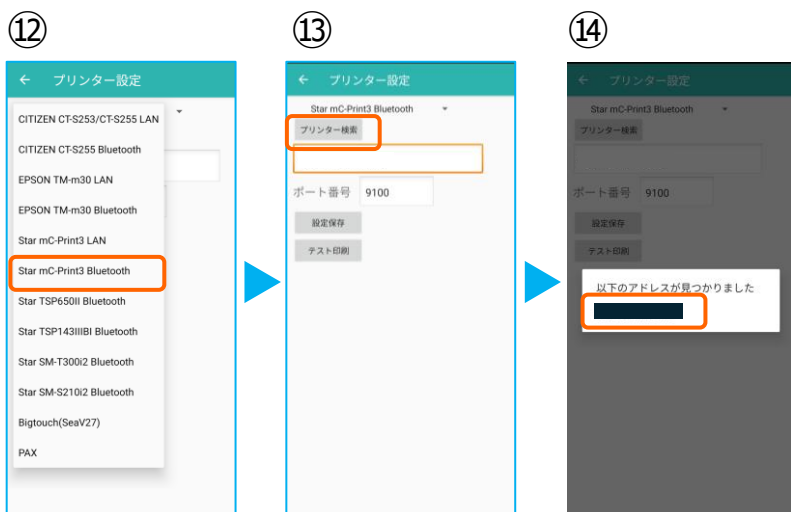 ⑫
← プリンター設定
CITIZEN CT-S253/CT-S255 LAN
CITIZEN CT-S255 Bluetooth
EPSON TM-m30 LAN
EPSON TM-m30 Bluetooth
Star mC-Print3 LAN
Star mC-Print3 Bluetooth
Star TSP650II Bluetooth
Star TSP143IIIBI Bluetooth
Star SM-T300i2 Bluetooth
Star SM-S210i2 Bluetooth
Bigtouch(SeaV27)
PAX
⑬
← プリンター設定
Star mC-Print3 Bluetooth
プリンター検索
ポート番号 9100
設定保存
テスト印刷
⑭
← プリンター設定
Star mC-Print3 Bluetooth
プリンター検索
ポート番号 9100
設定保存
テスト印刷
以下のアドレスが見つかりました